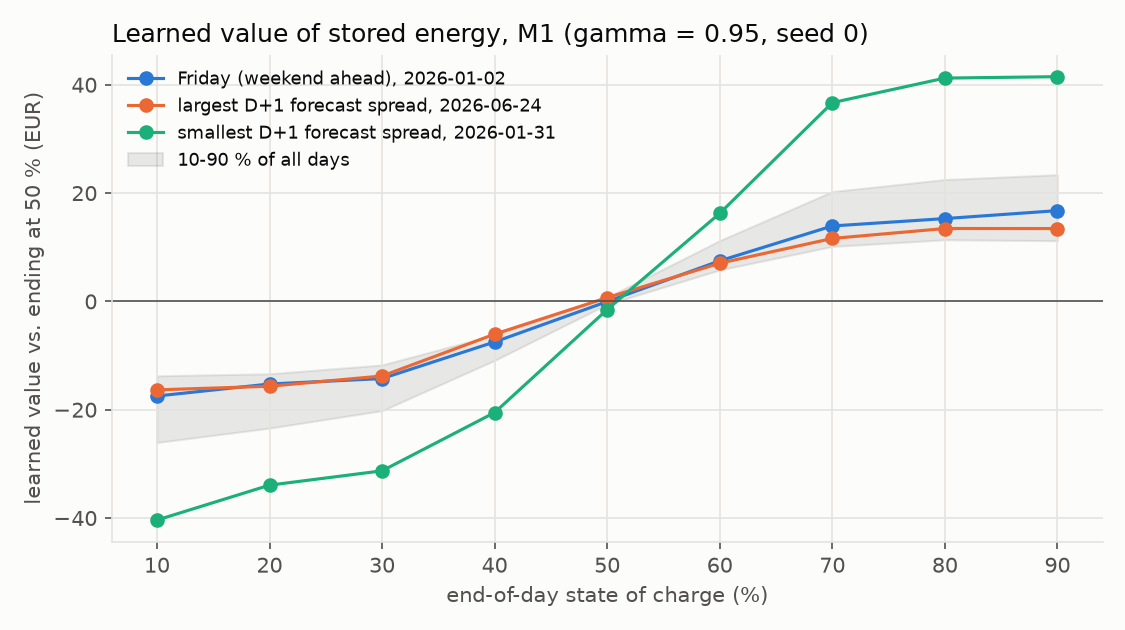 Learned value of stored energy, M1 (gamma = 0.95, seed 0)
Friday (weekend ahead), 2026-01-02
largest D+1 forecast spread, 2026-06-24
smallest D+1 forecast spread, 2026-01-31
10-90 % of all days
learned value vs. ending at 50 % (EUR)
40
20
0
−20
−40
10 20 30 40 50 60 70 80 90
end-of-day state of charge (%)